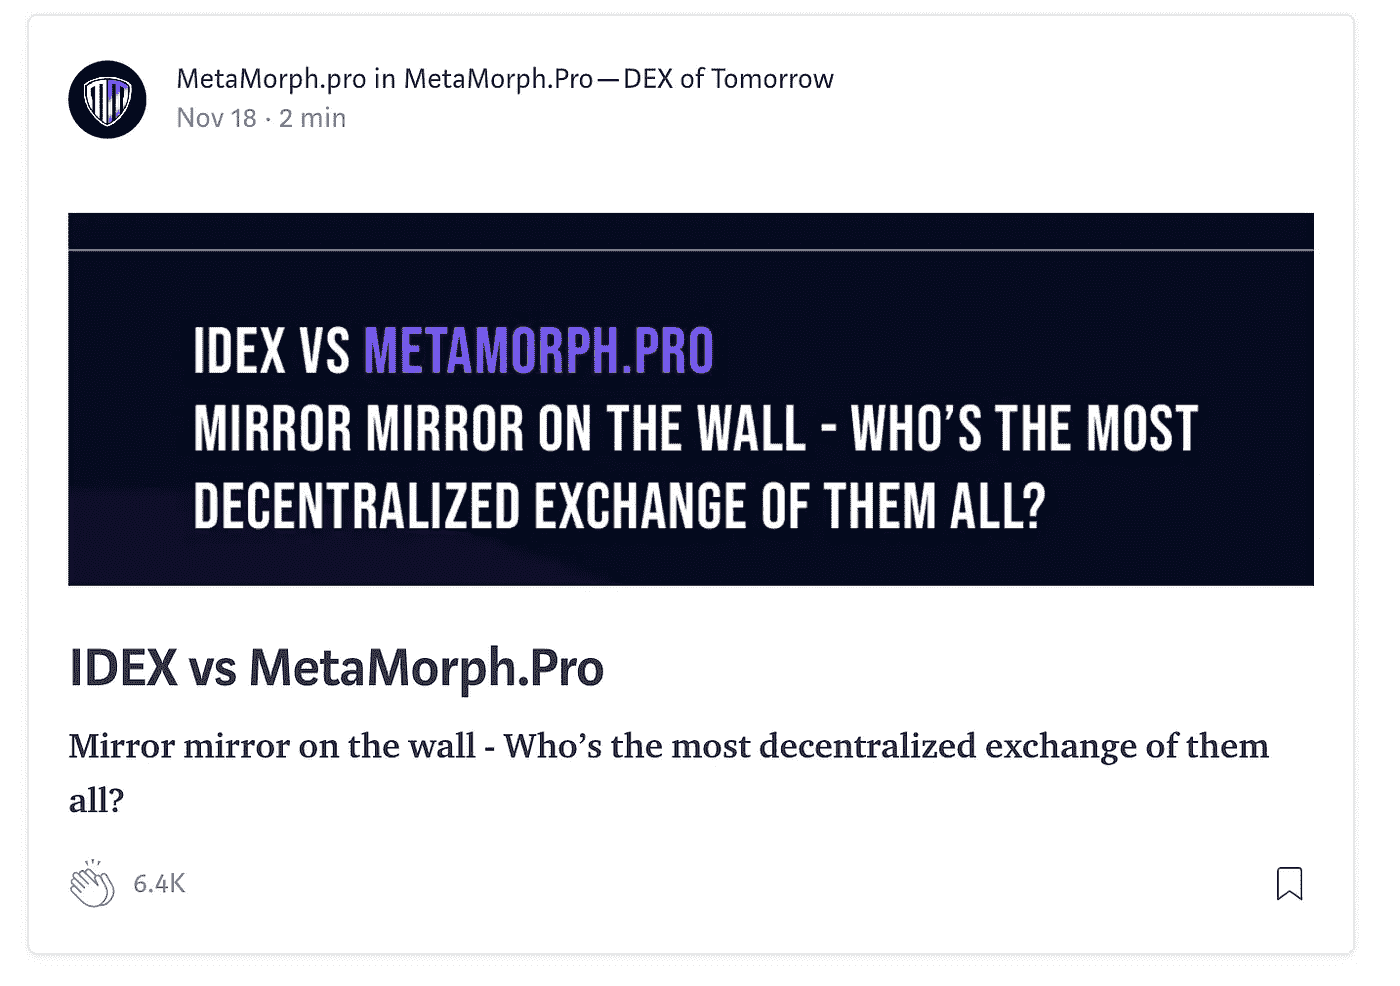 MetaMorph.pro in MetaMorph.Pro — DEX of Tomorrow
Nov 18 · 2 min
IDEX VS METAMORPH.PRO
MIRROR MIRROR ON THE WALL - WHO’S THE MOST
DECENTRALIZED EXCHANGE OF THEM ALL?
IDEX vs MetaMorph.Pro
Mirror mirror on the wall - Who’s the most decentralized exchange of them
all?
6.4K